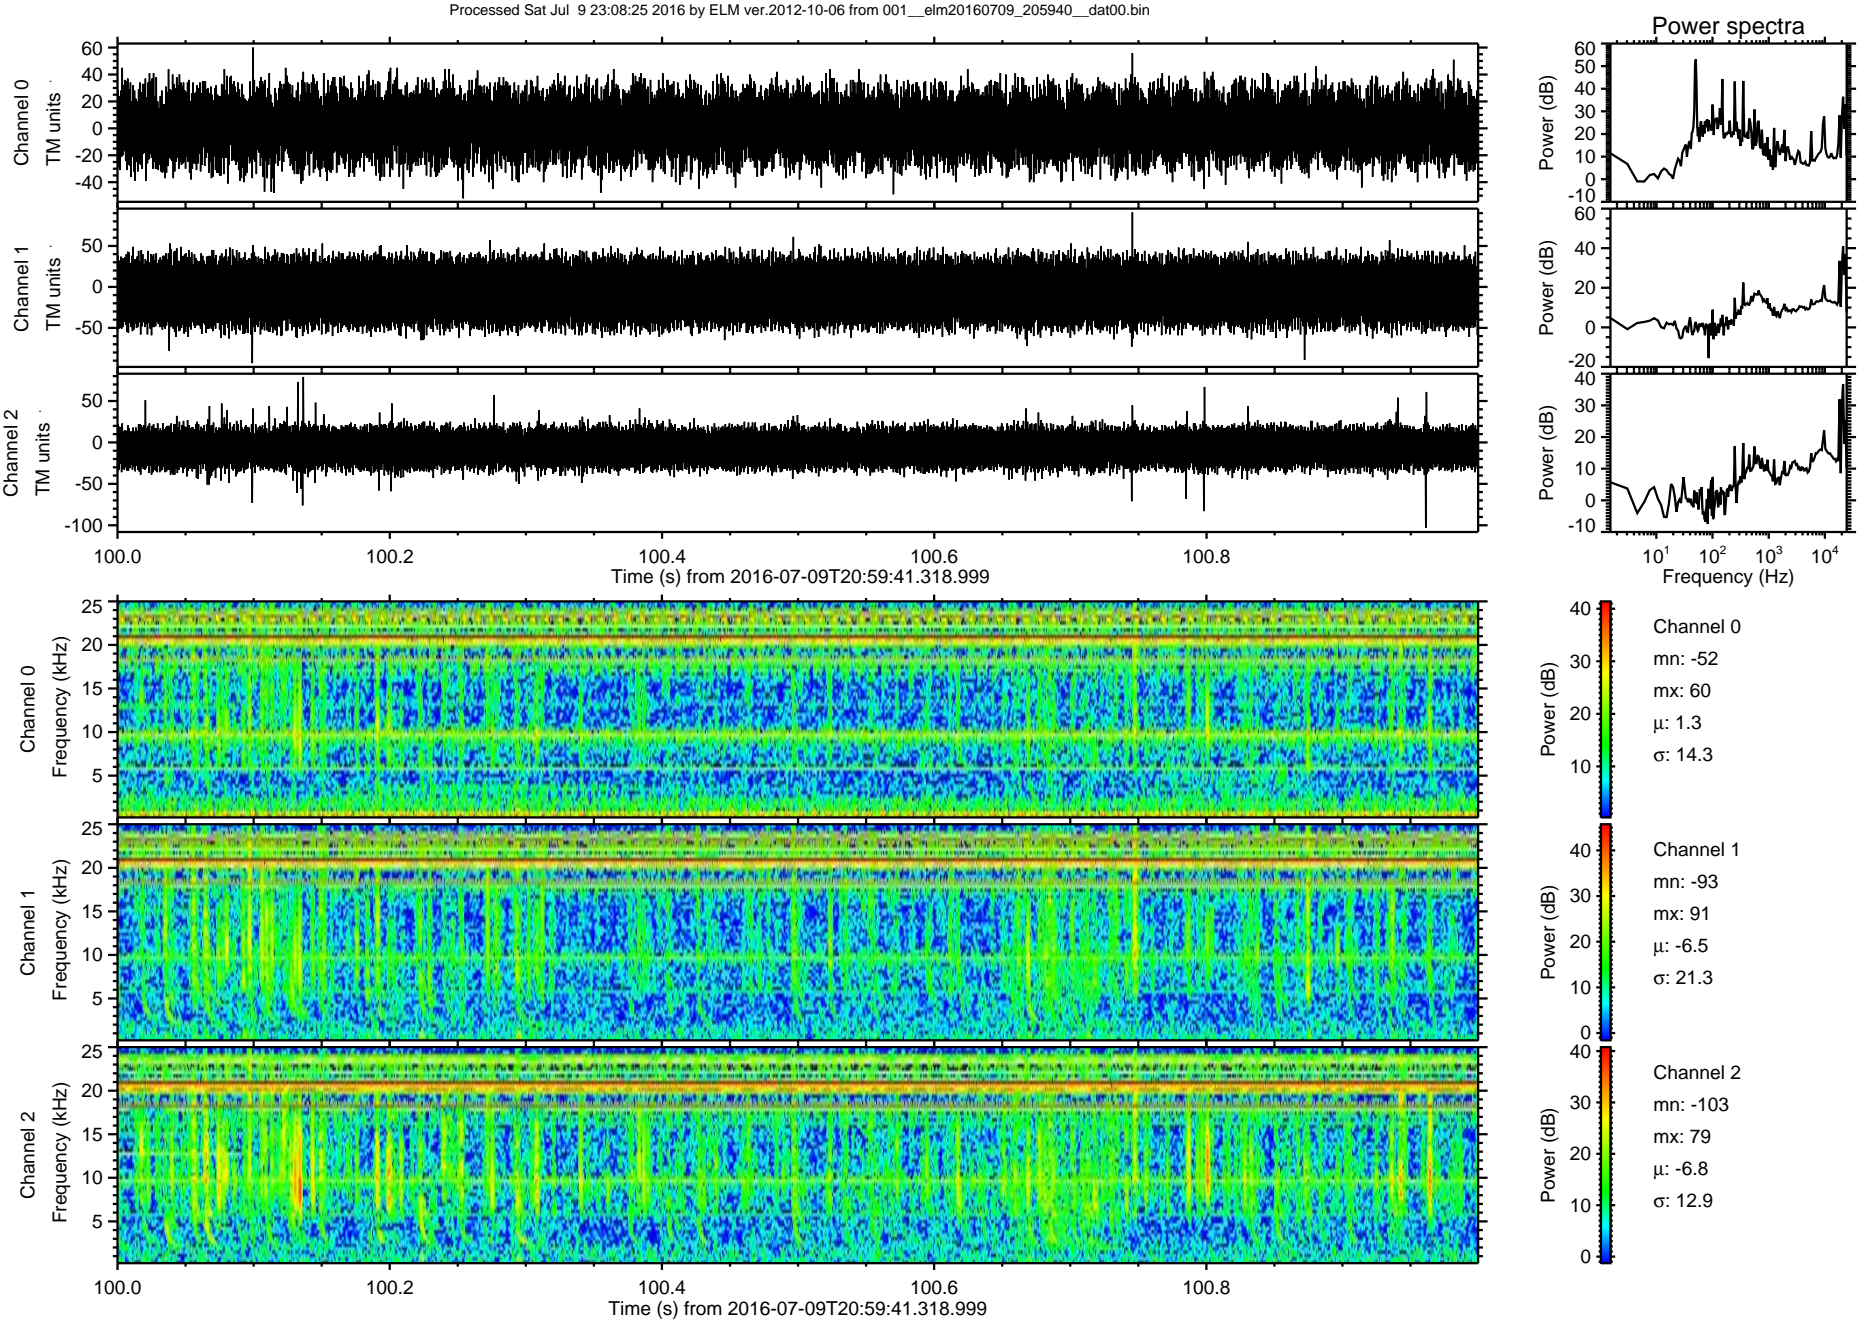 Processed Sat Jul 9 23:08:25 2016 by ELM ver.2012-10-06 from 001__elm20160709_205940__dat00.bin
Power spectra
Channel 0
TM units
60
40
20
0
-20
-40
Power (dB)
60
50
40
30
20
10
0
-10
Channel 1
TM units
50
0
-50
Power (dB)
60
40
20
0
-20
Channel 2
TM units
50
0
-50
-100
Power (dB)
40
30
20
10
0
-10
100.0 100.2 100.4 100.6 100.8
Time (s) from 2016-07-09T20:59:41.318.999
10^1 10^2 10^3 10^4
Frequency (Hz)
Channel 0
Frequency (kHz)
25
20
15
10
5
Power (dB)
40
30
20
10
Channel 0
mn: -52
mx: 60
μ: 1.3
σ: 14.3
Channel 1
Frequency (kHz)
25
20
15
10
5
Power (dB)
40
30
20
10
0
Channel 1
mn: -93
mx: 91
μ: -6.5
σ: 21.3
Channel 2
Frequency (kHz)
25
20
15
10
5
Power (dB)
40
30
20
10
0
Channel 2
mn: -103
mx: 79
μ: -6.8
σ: 12.9
100.0 100.2 100.4 100.6 100.8
Time (s) from 2016-07-09T20:59:41.318.999